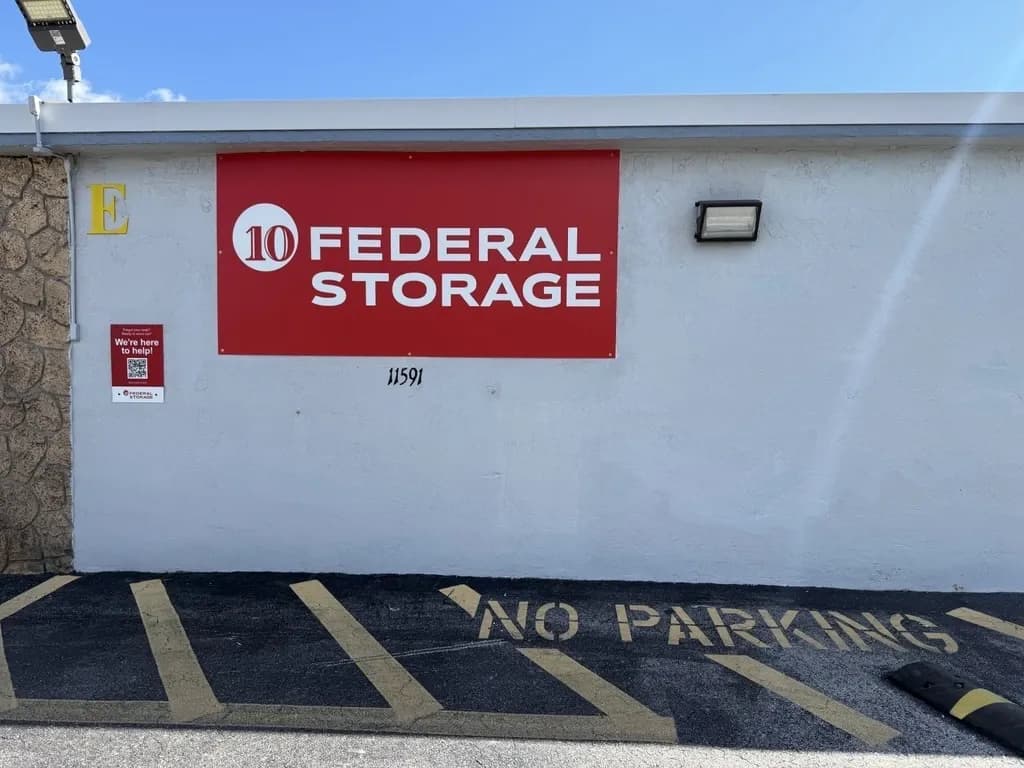 E
10 FEDERAL
STORAGE
We're here
to help!
FEDERAL
STORAGE
11591
NO PARKING